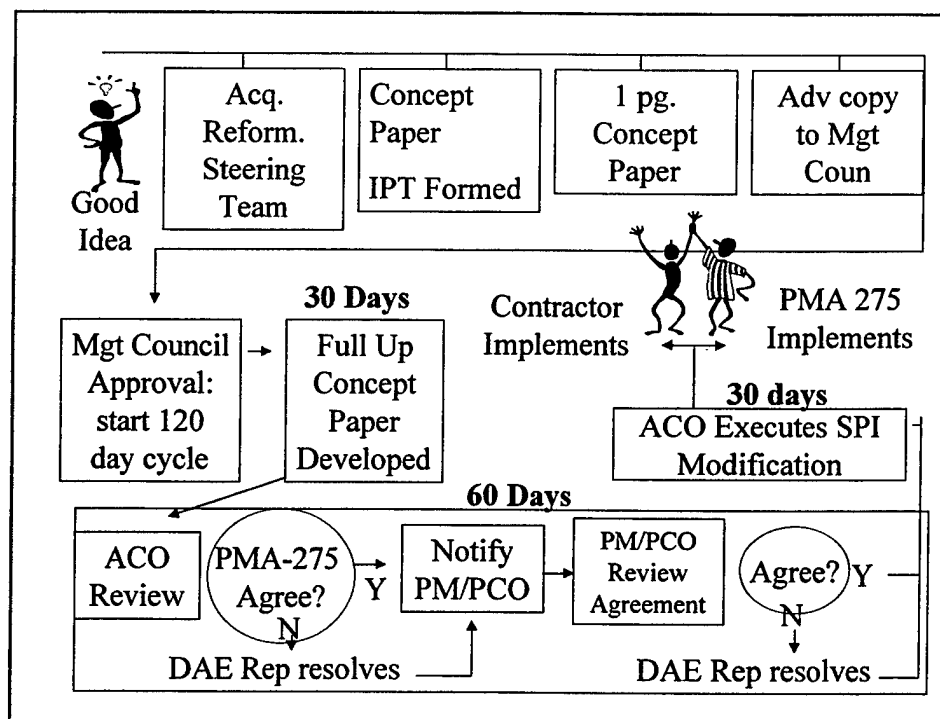 Good
Idea
Acq.
Reform.
Steering
Team
Concept
Paper
IPT Formed
1 pg.
Concept
Paper
Adv copy
to Mgt
Coun
Mgt Council
Approval:
start 120
day cycle
30 Days
Full Up
Concept
Paper
Developed
Contractor
Implements
PMA 275
Implements
30 days
ACO Executes SPI
Modification
60 Days
ACO
Review
PMA-275
Agree?
Y
N
DAE Rep resolves
Notify
PM/PCO
PM/PCO
Review
Agreement
Agree?
Y
N
DAE Rep resolves